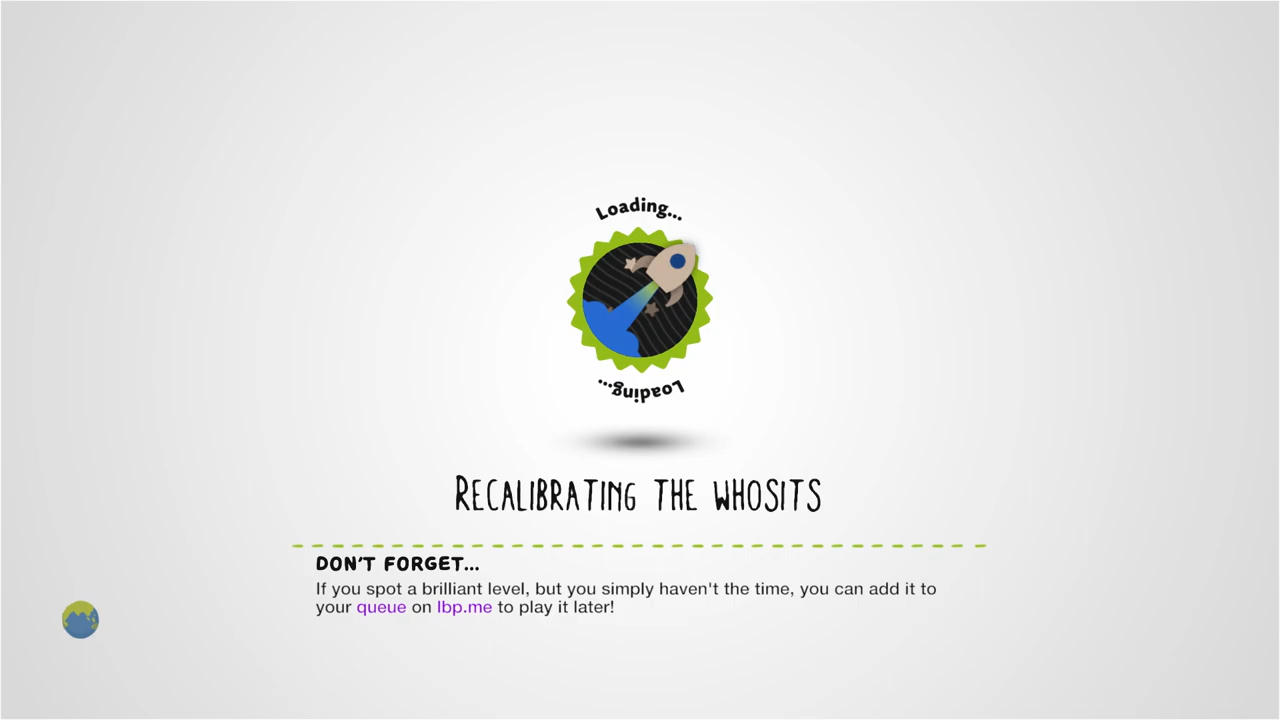 Loading...
Loading...
RECALIBRATING THE WHOSITS
DON'T FORGET...
If you spot a brilliant level, but you simply haven't the time, you can add it to
your queue on lbp.me to play it later!